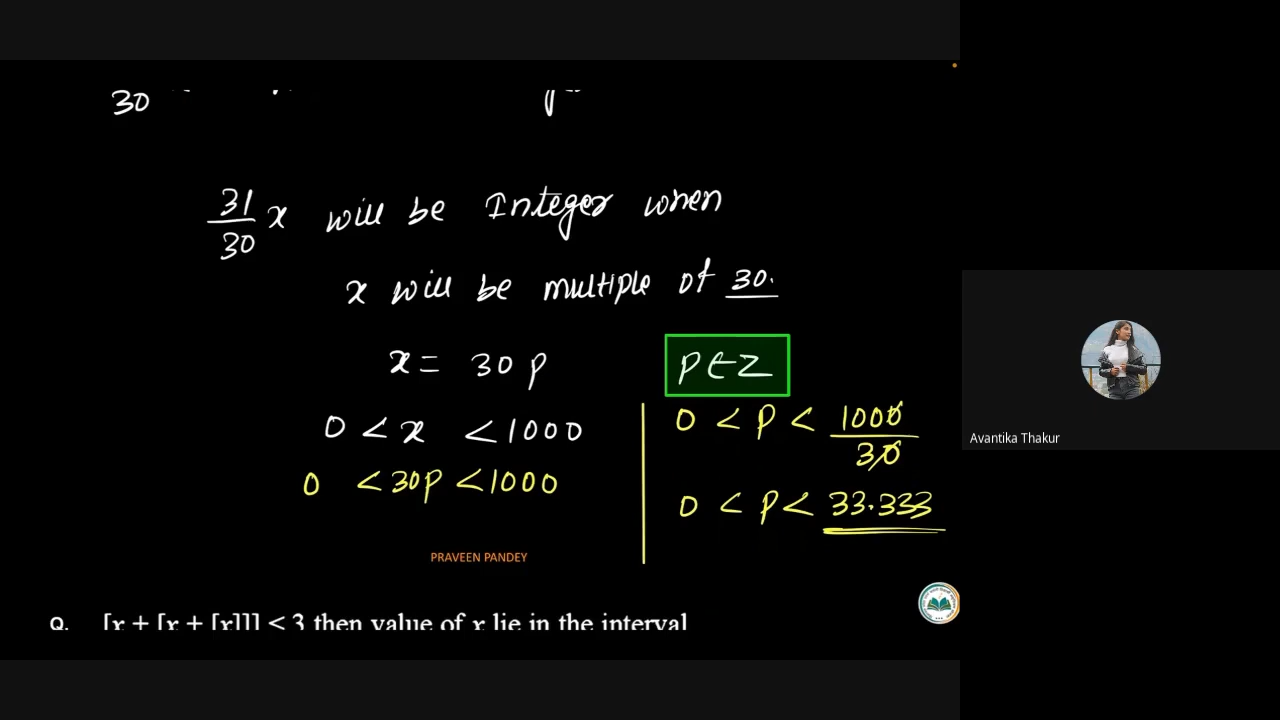 30
31/30 x will be Integer when
x will be multiple of 30.
x = 30 p
p ∈ Z
0 < x < 1000
0 < 30p < 1000
0 < p < 1000/30
0 < p < 33.333
PRAVEEN PANDEY
Q. [x + [x + [x]]] < 3 then value of x lie in the interval
Avantika Thakur